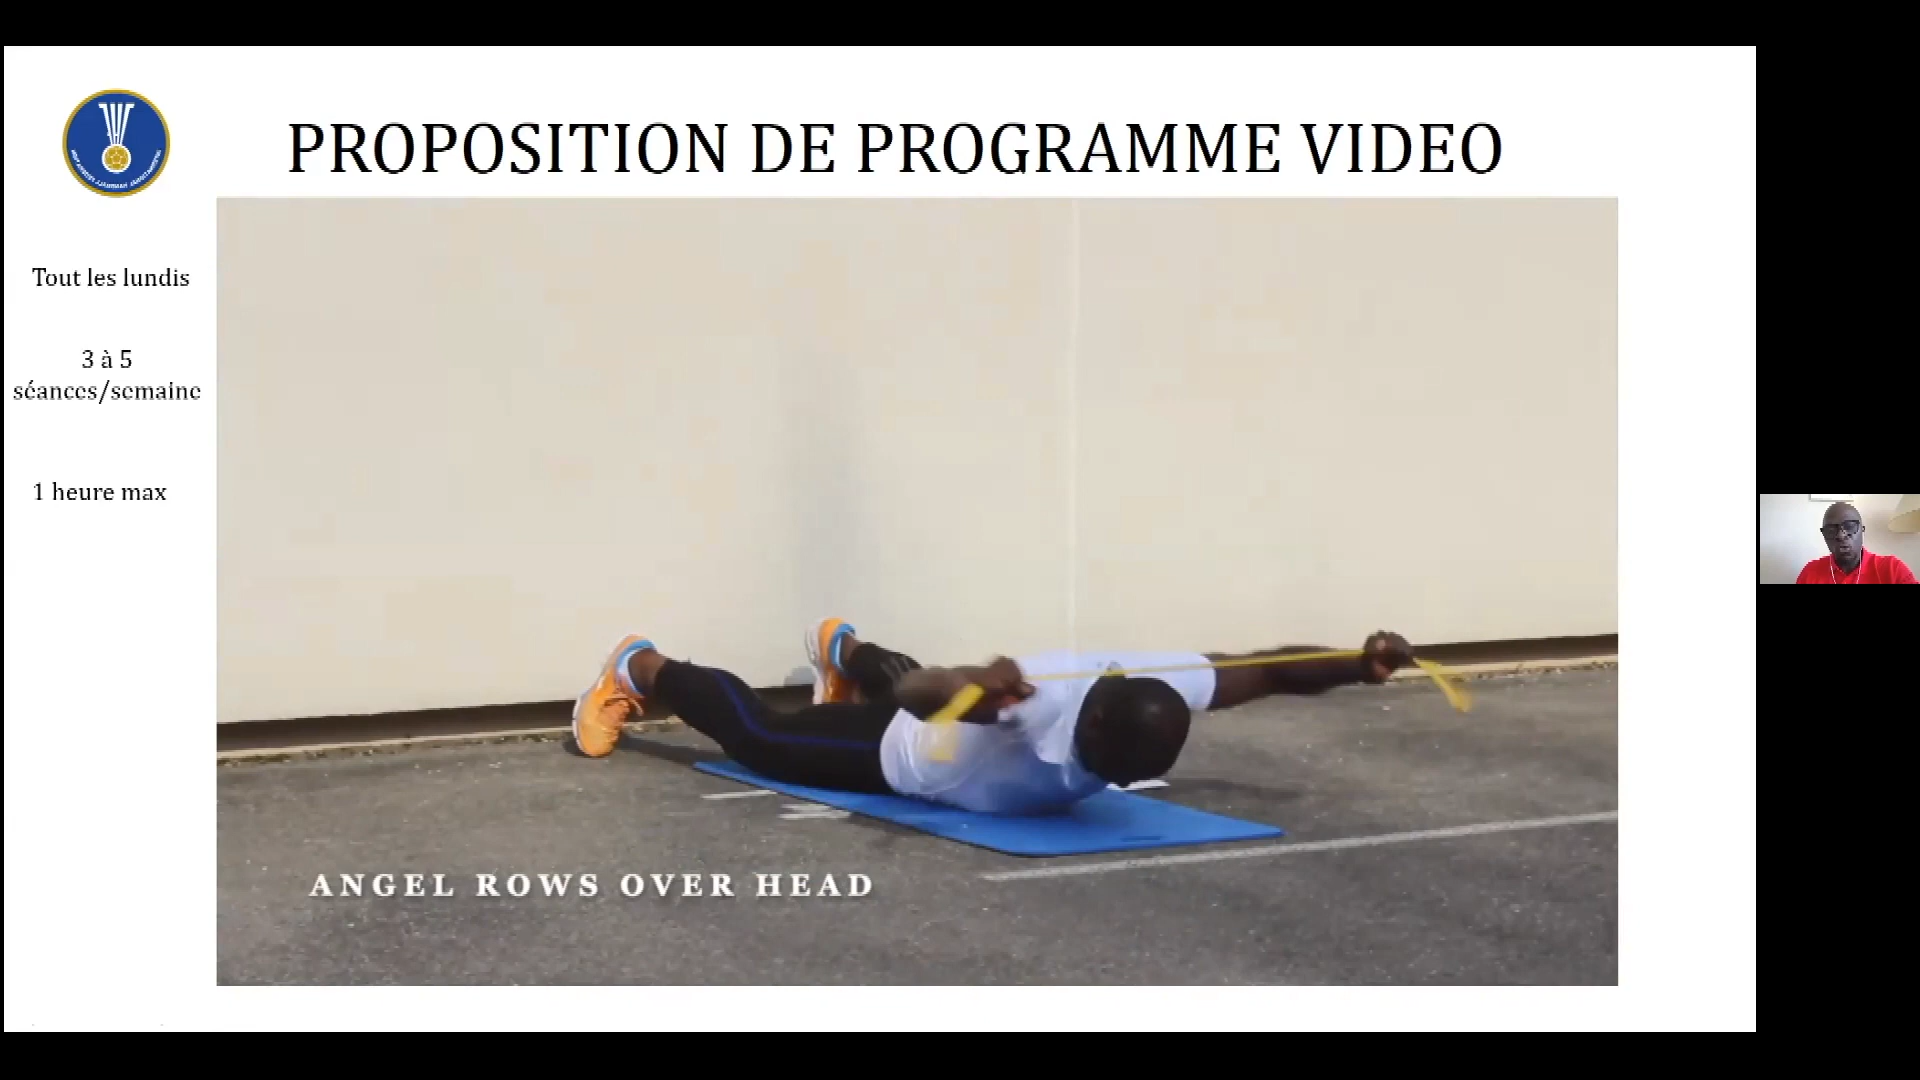 PROPOSITION DE PROGRAMME VIDEO
Tout les lundis
3 à 5
séances/semaine
1 heure max
ANGEL ROWS OVER HEAD